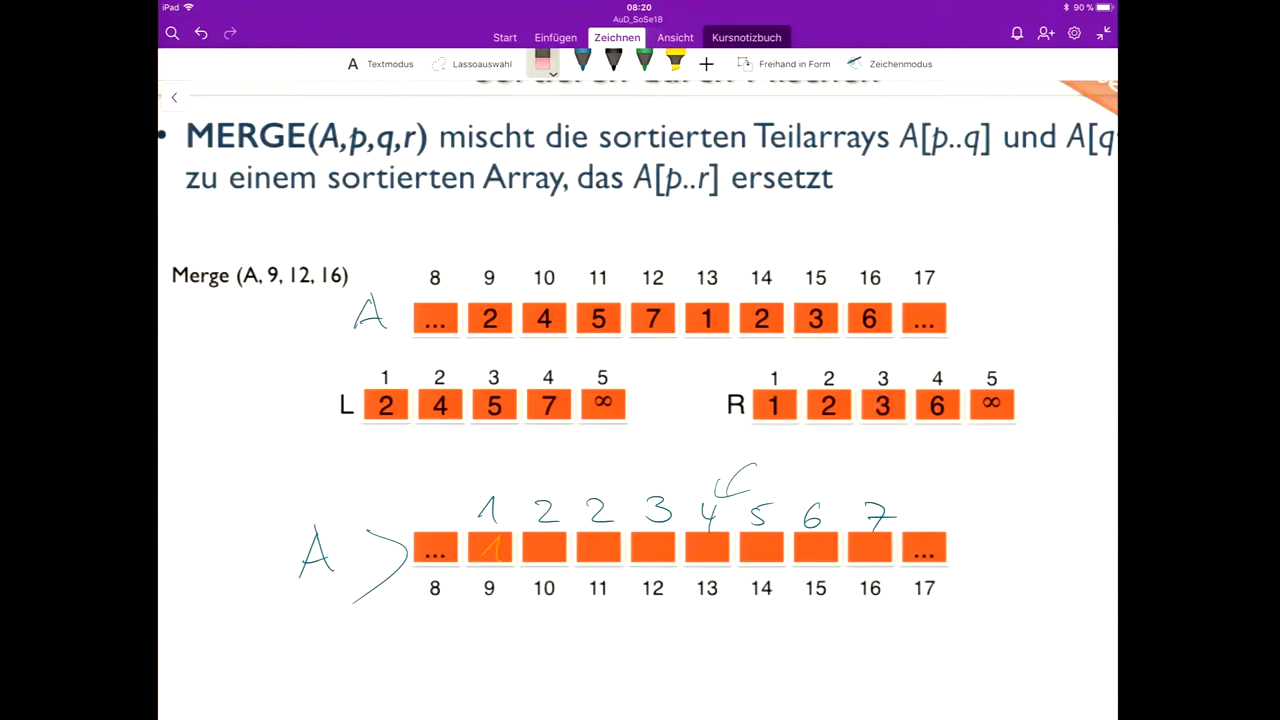 iPad 08:20 90 %
AuD_SoSe18
Start Einfügen Zeichnen Ansicht Kursnotizbuch
A Textmodus Lassoauswahl Freihand in Form Zeichenmodus
• MERGE(A,p,q,r) mischt die sortierten Teilarrays A[p..q] und A[q
zu einem sortierten Array, das A[p..r] ersetzt
Merge (A, 9, 12, 16) 8 9 10 11 12 13 14 15 16 17
A ... 2 4 5 7 1 2 3 6 ...
1 2 3 4 5 1 2 3 4 5
L 2 4 5 7 ∞ R 1 2 3 6 ∞
1 2 2 3 4 5 6 7
A ... 1 ...
8 9 10 11 12 13 14 15 16 17